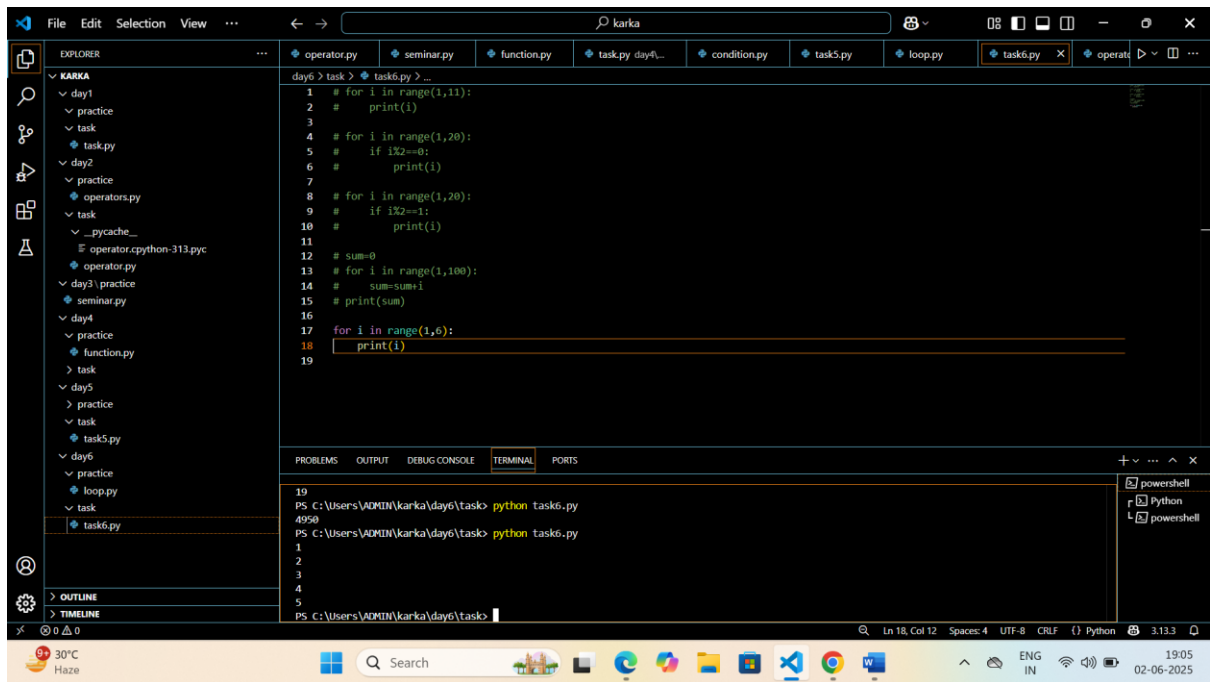 File Edit Selection View ··· karka
EXPLORER ···
KARKA
day1
practice
task
task.py
day2
practice
operators.py
task
__pycache__
operator.cpython-313.pyc
operator.py
day3\practice
seminar.py
day4
practice
function.py
task
day5
practice
task
task5.py
day6
practice
loop.py
task
task6.py
OUTLINE
TIMELINE
operator.py seminar.py function.py task.py day4\... condition.py task5.py loop.py task6.py operat
day6 > task > task6.py > ...
1 # for i in range(1,11):
2 #     print(i)
3
4 # for i in range(1,20):
5 #     if i%2==0:
6 #         print(i)
7
8 # for i in range(1,20):
9 #     if i%2==1:
10 #         print(i)
11
12 # sum=0
13 # for i in range(1,100):
14 #     sum=sum+i
15 # print(sum)
16
17 for i in range(1,6):
18     print(i)
19
PROBLEMS OUTPUT DEBUG CONSOLE TERMINAL PORTS
19
PS C:\Users\ADMIN\karka\day6\task> python task6.py
4950
PS C:\Users\ADMIN\karka\day6\task> python task6.py
1
2
3
4
5
PS C:\Users\ADMIN\karka\day6\task>
powershell
Python
powershell
0 0 Ln 18, Col 12 Spaces: 4 UTF-8 CRLF {} Python 3.13.3
9+ 30°C
Haze
Search
ENG
IN
19:05
02-06-2025